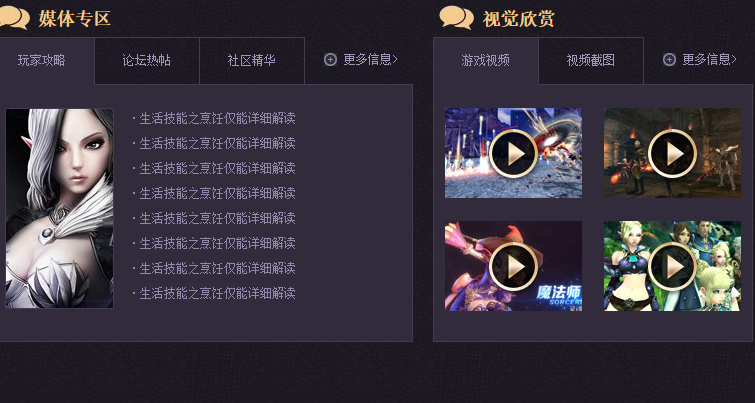 媒体专区
玩家攻略 论坛热帖 社区精华 更多信息>
· 生活技能之烹饪仅能详细解读
· 生活技能之烹饪仅能详细解读
· 生活技能之烹饪仅能详细解读
· 生活技能之烹饪仅能详细解读
· 生活技能之烹饪仅能详细解读
· 生活技能之烹饪仅能详细解读
· 生活技能之烹饪仅能详细解读
· 生活技能之烹饪仅能详细解读
视觉欣赏
游戏视频 视频截图 更多信息>
魔法师
SORCER